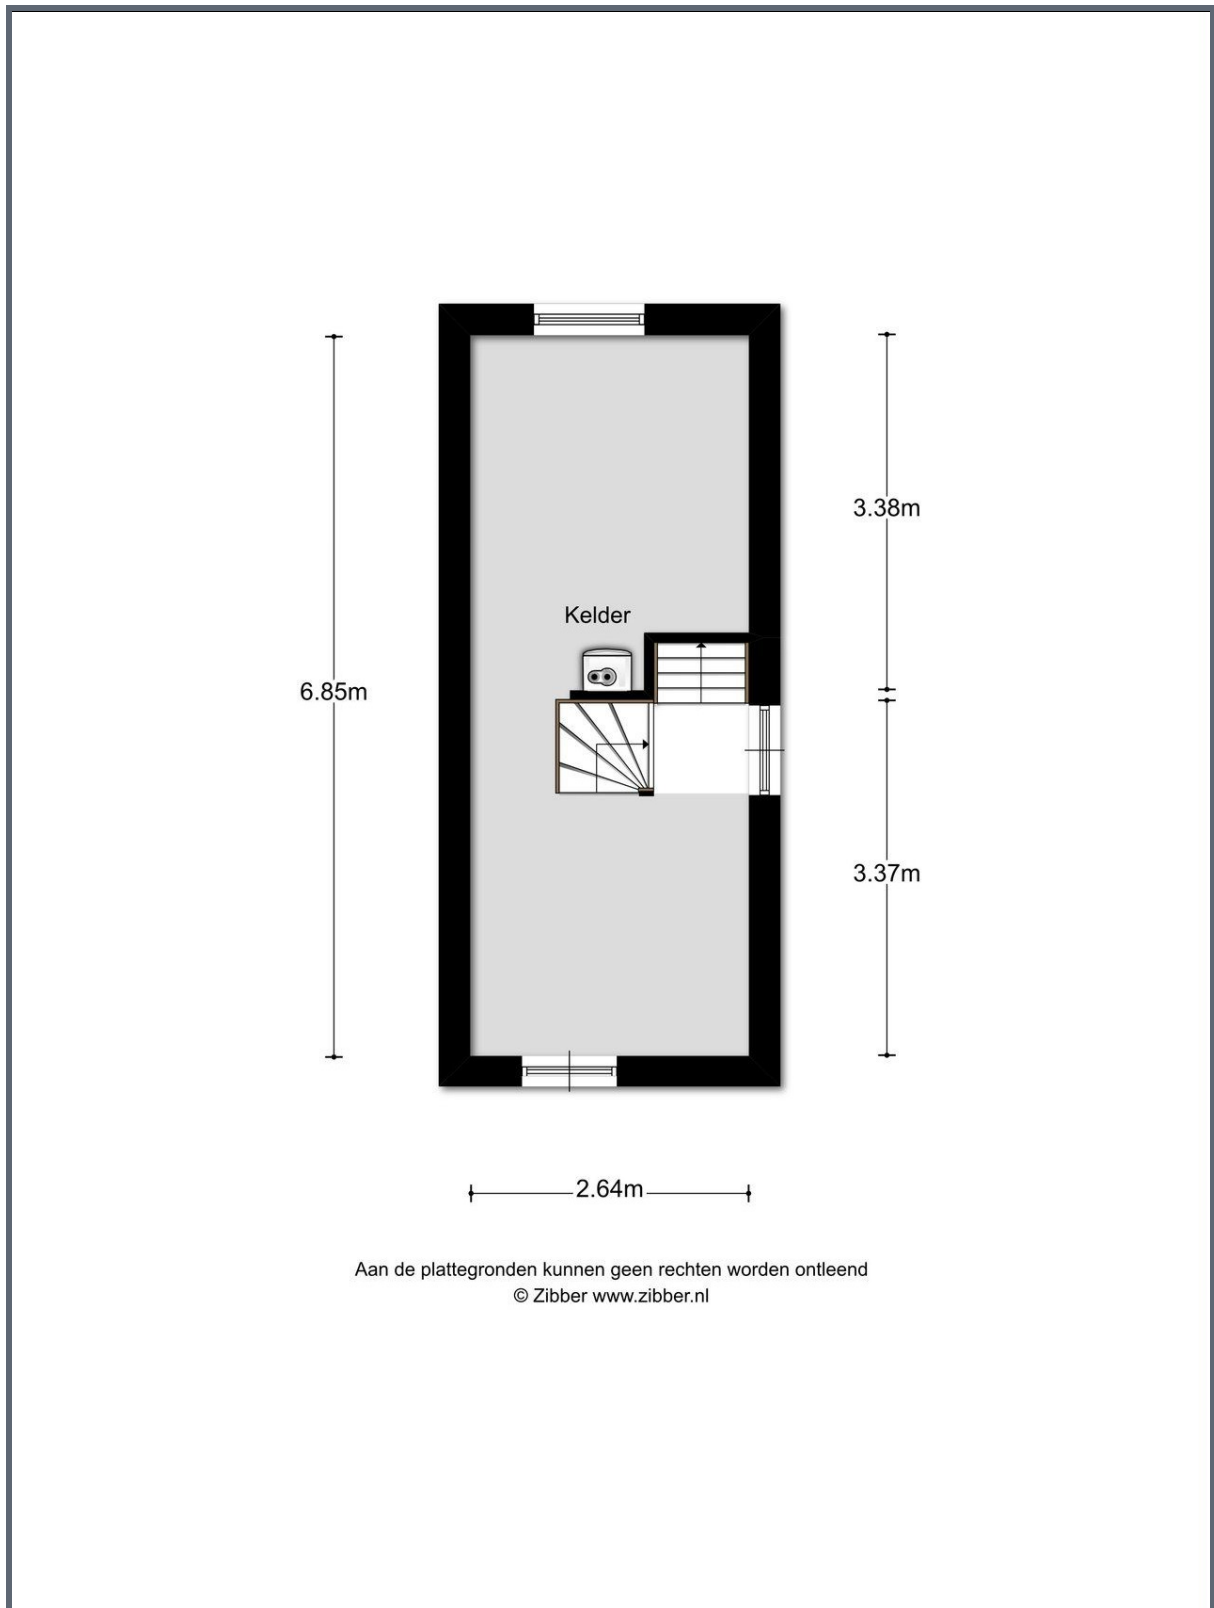 3.38m
Kelder
6.85m
3.37m
2.64m
Aan de plattegronden kunnen geen rechten worden ontleend
© Zibber www.zibber.nl